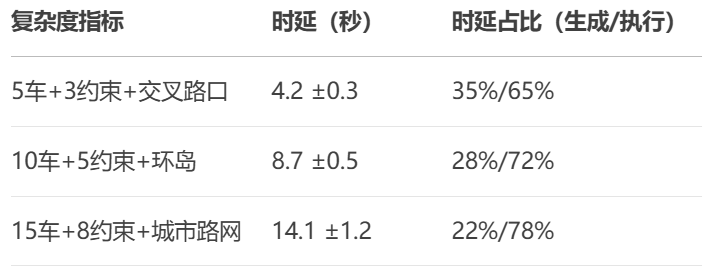 复杂度指标 时延（秒） 时延占比（生成/执行）
5车+3约束+交叉路口 4.2 ±0.3 35%/65%
10车+5约束+环岛 8.7 ±0.5 28%/72%
15车+8约束+城市路网 14.1 ±1.2 22%/78%